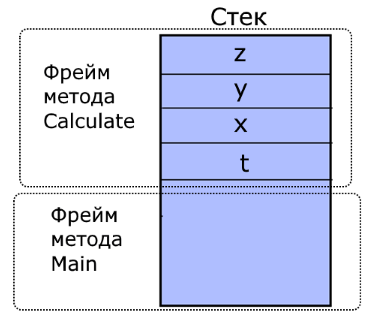 Стек
Фрейм
метода
Calculate
z
y
x
t
Фрейм
метода
Main